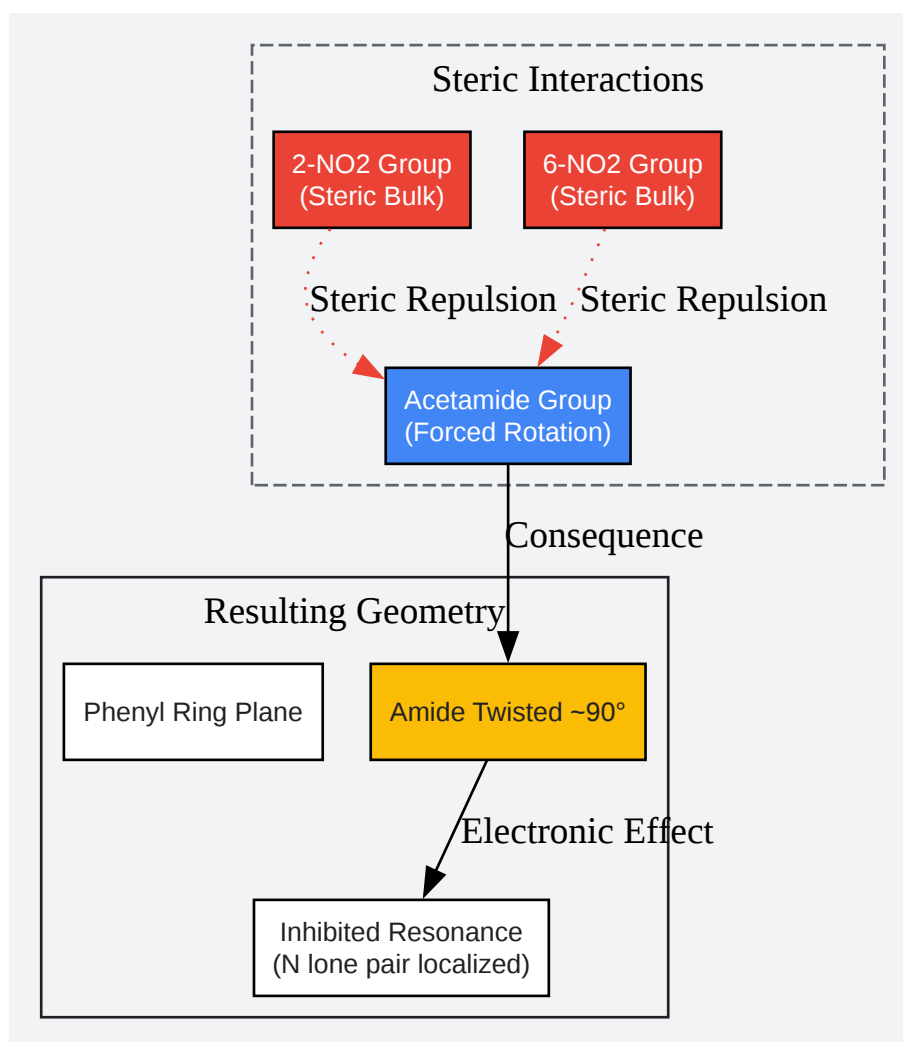 Steric Interactions
2-NO2 Group
(Steric Bulk)
6-NO2 Group
(Steric Bulk)
Steric Repulsion
Steric Repulsion
Acetamide Group
(Forced Rotation)
Consequence
Resulting Geometry
Phenyl Ring Plane
Amide Twisted ~90°
Electronic Effect
Inhibited Resonance
(N lone pair localized)